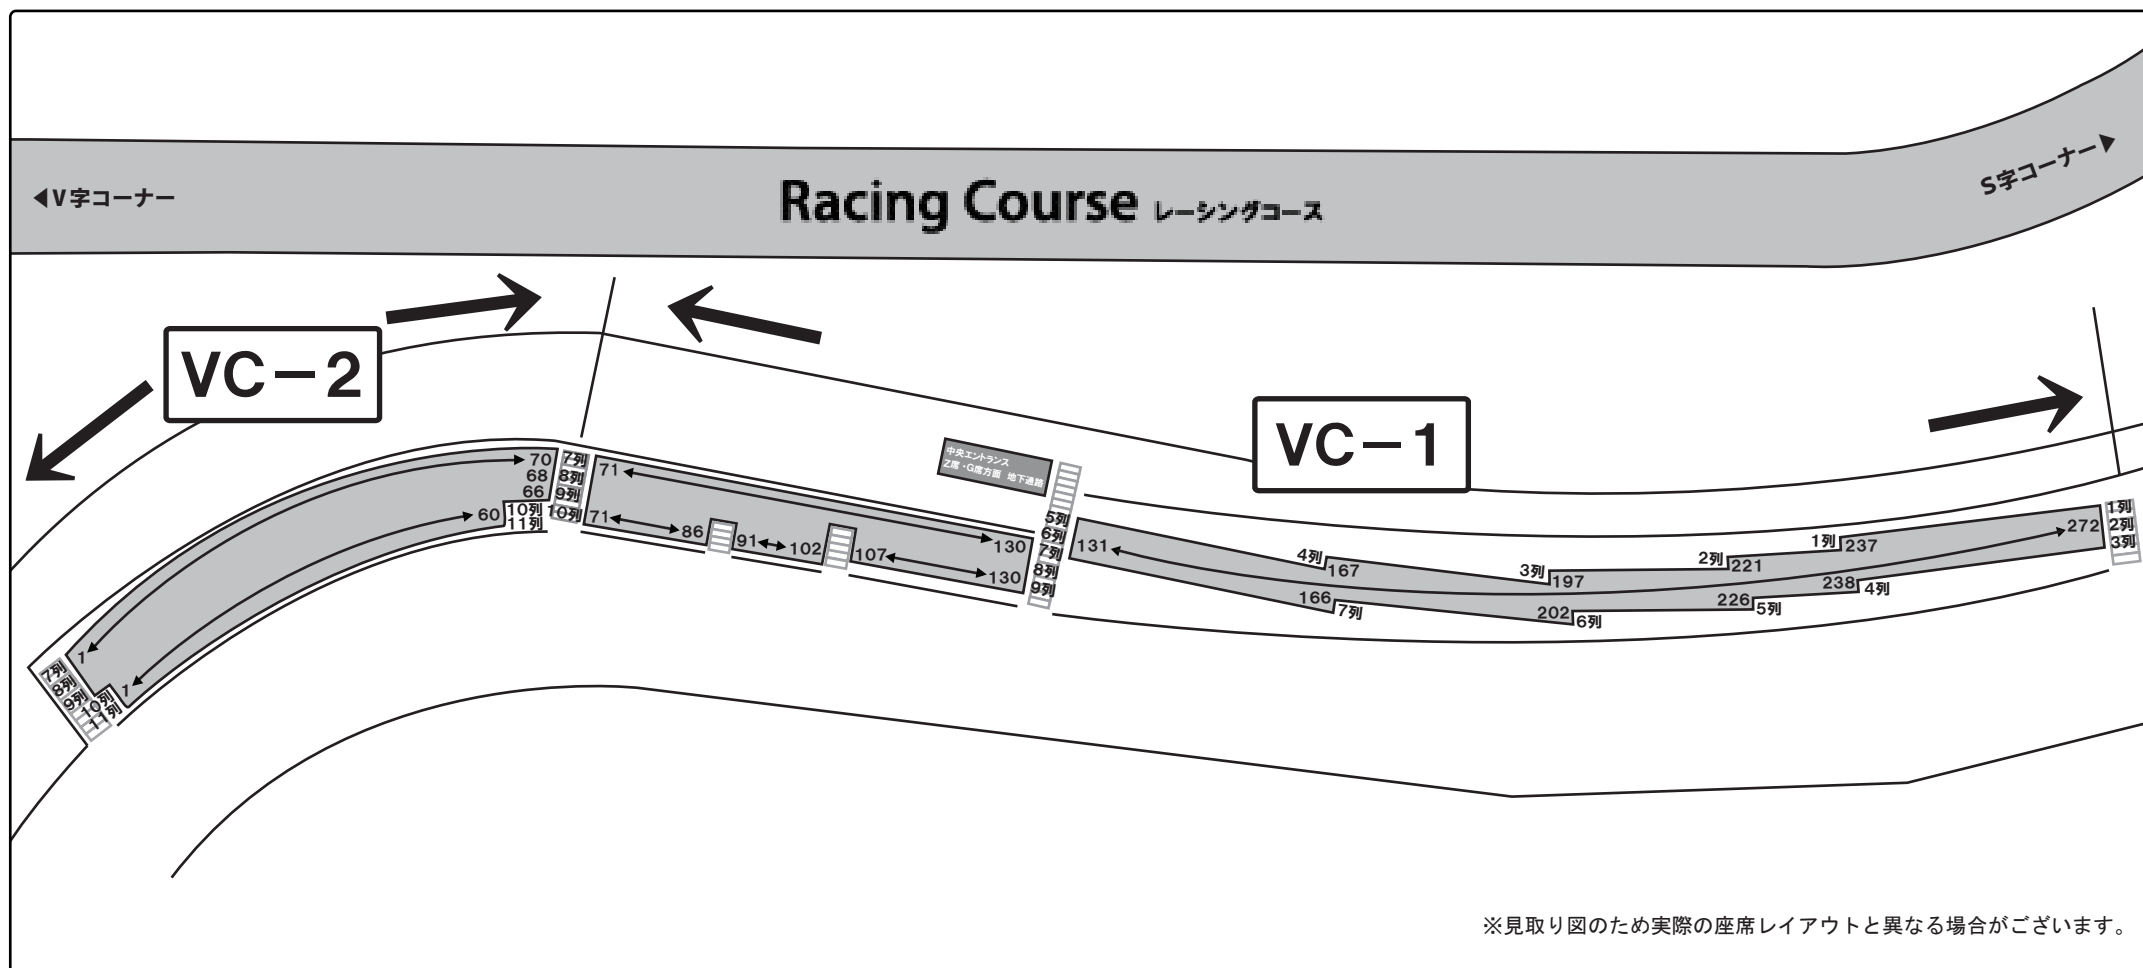 ◀V字コーナー
Racing Course レーシングコース
S字コーナー▶
VC－2
VC－1
中央エントランス
Z席・G席方面 地下通路
70
68
66
60
1
1
7列
8列
9列
10列
11列
10列
11列
7列
8列
9列
10列
71
71
86
91
102
107
130
130
5列
6列
7列
8列
9列
131
4列
167
166
7列
3列
197
202
6列
2列
221
226
5列
1列
237
238
4列
272
1列
2列
3列
※見取り図のため実際の座席レイアウトと異なる場合がございます。